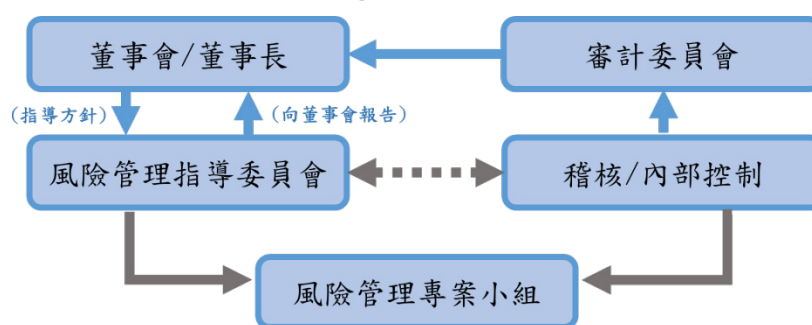 董事會/董事長
審計委員會
(指導方針)
(向董事會報告)
風險管理指導委員會
稽核/內部控制
風險管理專案小組